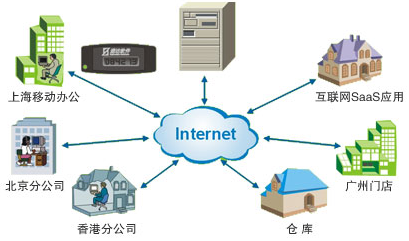 上海移动办公
互联网SaaS应用
Internet
北京分公司
广州门店
香港分公司
仓 库